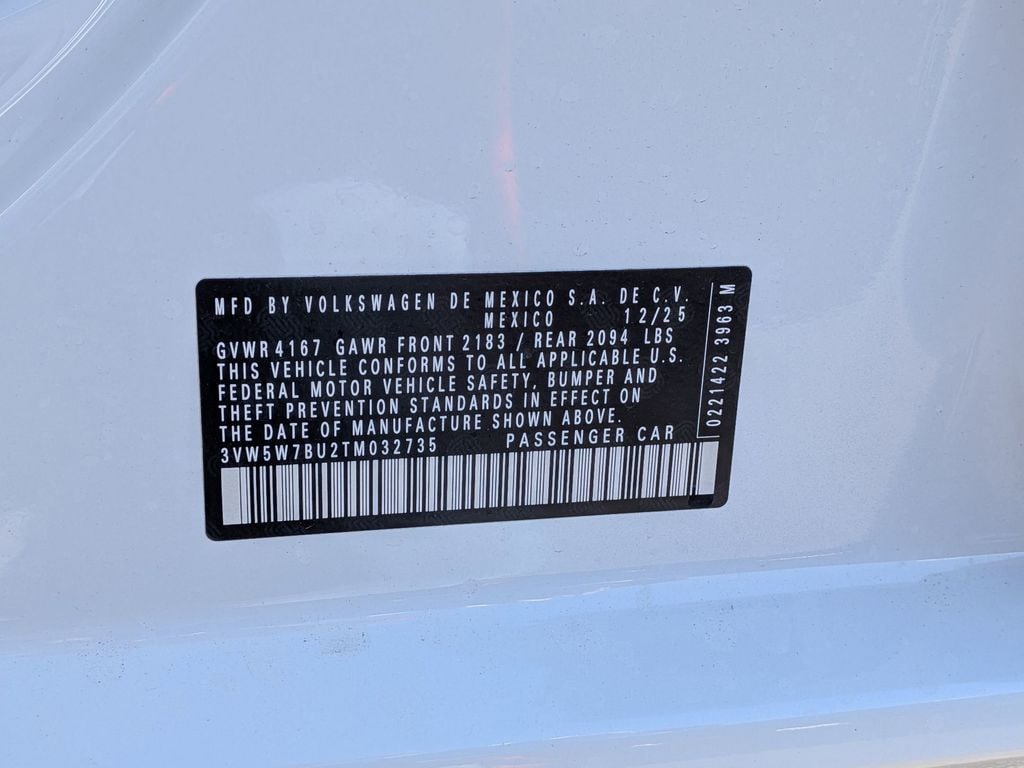 MFD BY VOLKSWAGEN DE MEXICO S.A. DE C.V.
MEXICO 12/25
GVWR 4167 GAWR FRONT 2183 / REAR 2094 LBS
THIS VEHICLE CONFORMS TO ALL APPLICABLE U.S.
FEDERAL MOTOR VEHICLE SAFETY, BUMPER AND
THEFT PREVENTION STANDARDS IN EFFECT ON
THE DATE OF MANUFACTURE SHOWN ABOVE.
3VW5W7BU2TM032735 PASSENGER CAR
0221422 3963 M